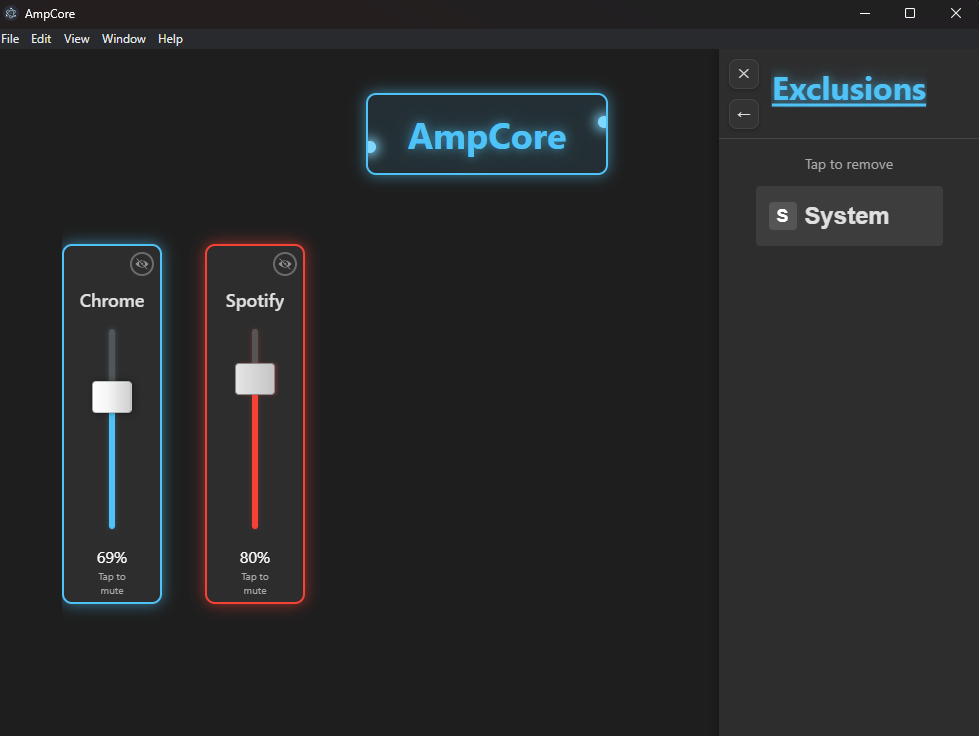 AmpCore
File Edit View Window Help
AmpCore
Chrome
69%
Tap to
mute
Spotify
80%
Tap to
mute
Exclusions
Tap to remove
S System